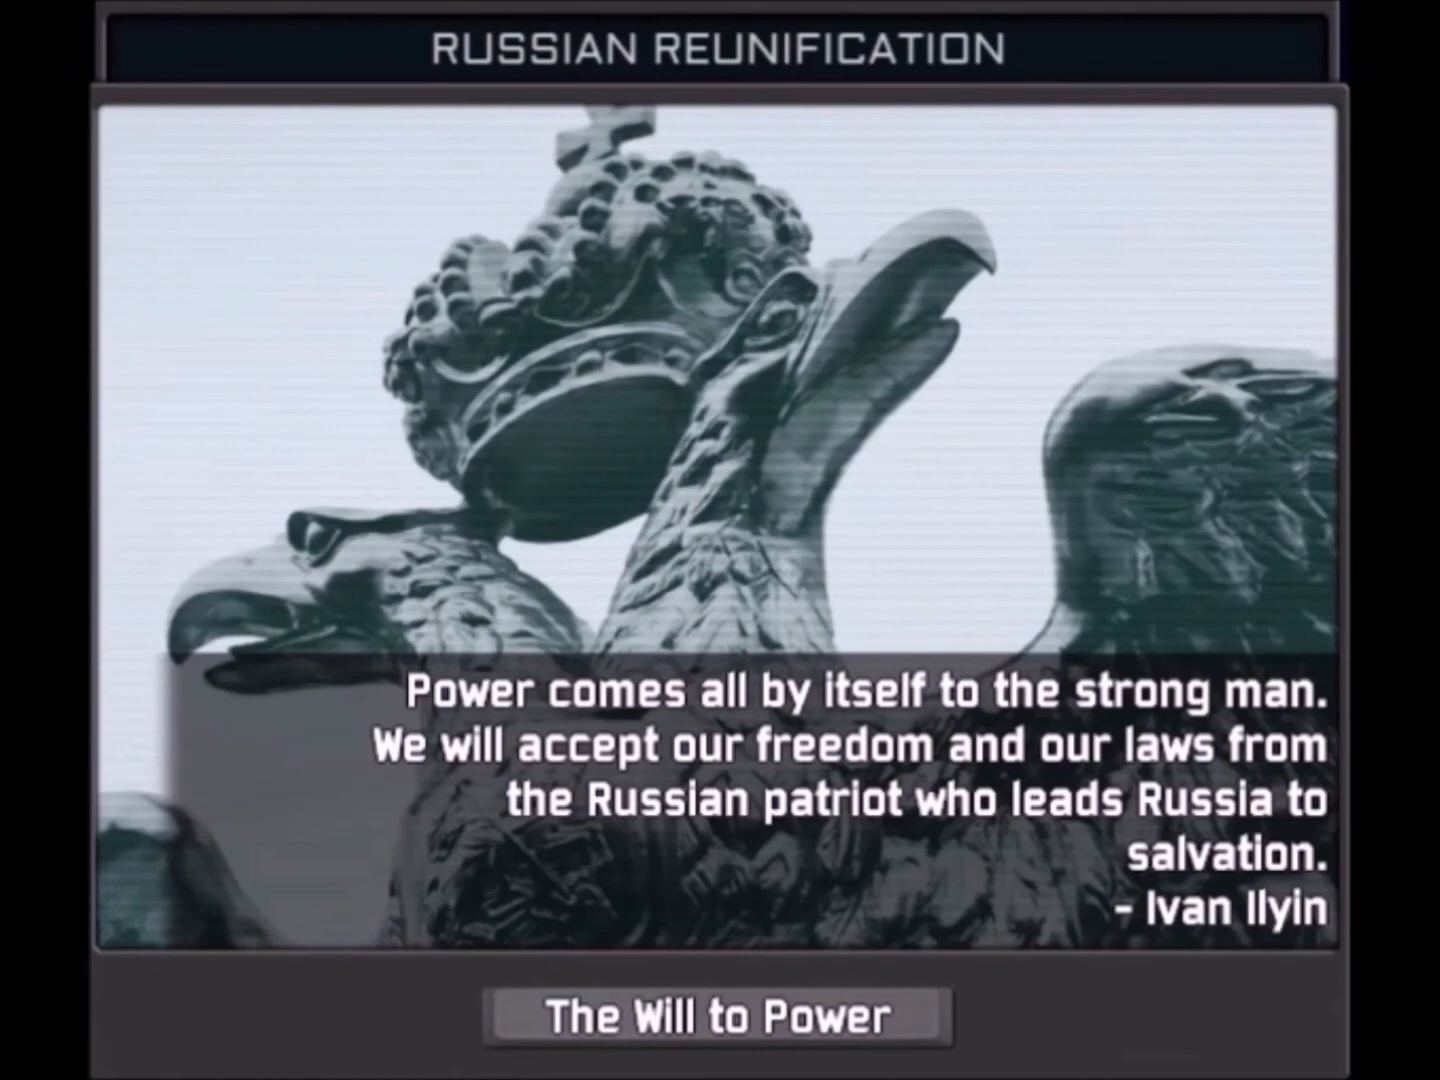 RUSSIAN REUNIFICATION
Power comes all by itself to the strong man.
We will accept our freedom and our laws from
the Russian patriot who leads Russia to
salvation.
- Ivan Ilyin
The Will to Power